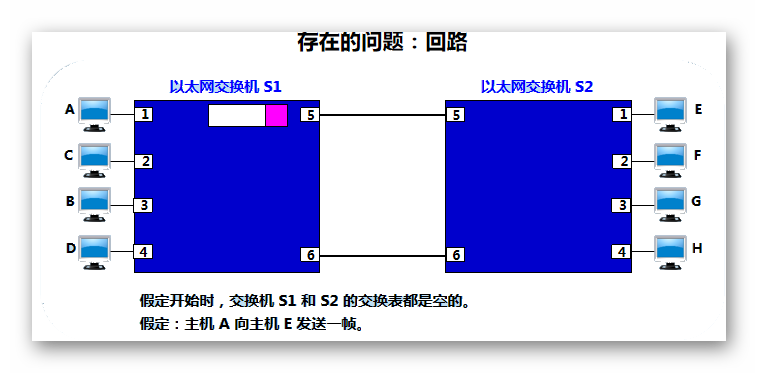 存在的问题：回路
以太网交换机 S1
以太网交换机 S2
A 1 5 5 1 E
C 2 2 F
B 3 3 G
D 4 6 6 4 H
假定开始时，交换机 S1 和 S2 的交换表都是空的。
假定：主机 A 向主机 E 发送一帧。